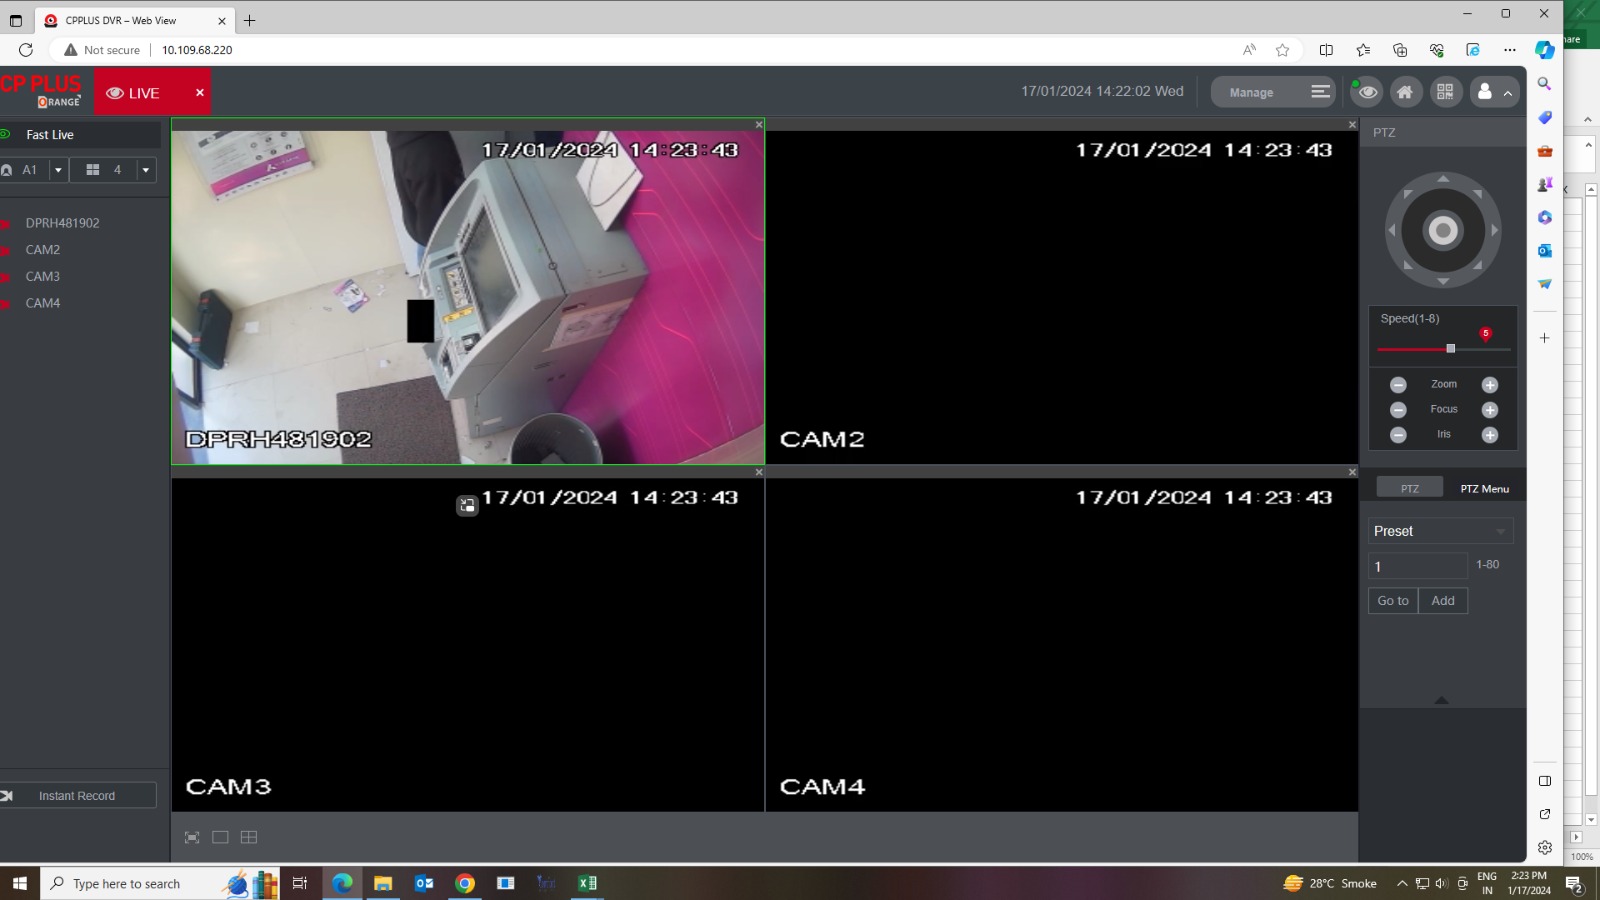 CPPLUS DVR – Web View
Not secure
10.109.68.220
CP PLUS
ORANGE
LIVE
17/01/2024 14:22:02 Wed
Manage
Fast Live
A1
4
DPRH481902
CAM2
CAM3
CAM4
Instant Record
17/01/2024 14:23:43
DPRH481902
17/01/2024 14:23:43
CAM2
17/01/2024 14:23:43
CAM3
17/01/2024 14:23:43
CAM4
PTZ
Speed(1-8)
5
Zoom
Focus
Iris
PTZ
PTZ Menu
Preset
1
1-80
Go to
Add
100%
Type here to search
28°C Smoke
ENG
IN
2:23 PM
1/17/2024
2